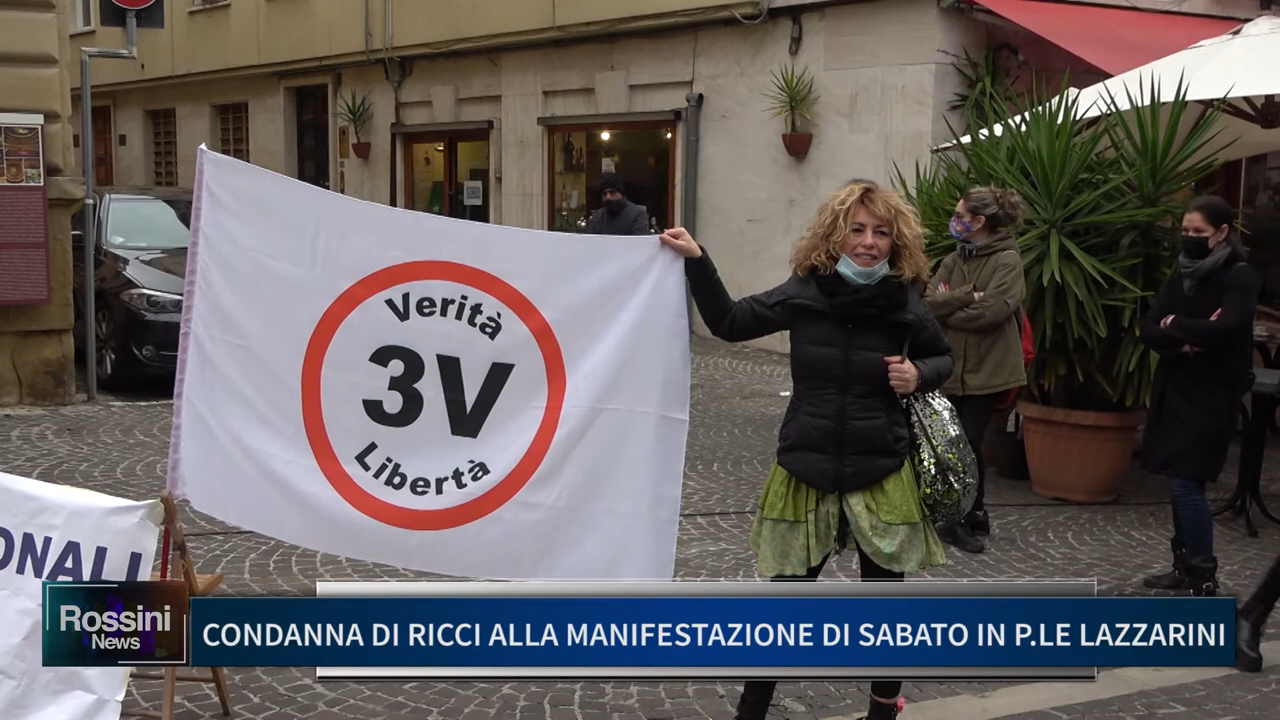 Verità
3V
Libertà
ONALI
Rossini
News
CONDANNA DI RICCI ALLA MANIFESTAZIONE DI SABATO IN P.LE LAZZARINI